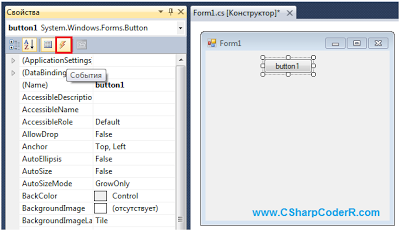 Свойства
button1 System.Windows.Forms.Button
События
(ApplicationSettings
(DataBinding
(Name) button1
AccessibleDescriptio
AccessibleName
AccessibleRole Default
AllowDrop False
Anchor Top, Left
AutoEllipsis False
AutoSize False
AutoSizeMode GrowOnly
BackColor Control
BackgroundImage (отсутствует)
BackgroundImageLa Tile
Form1.cs [Конструктор]*
Form1
button1
www.CSharpCoderR.com